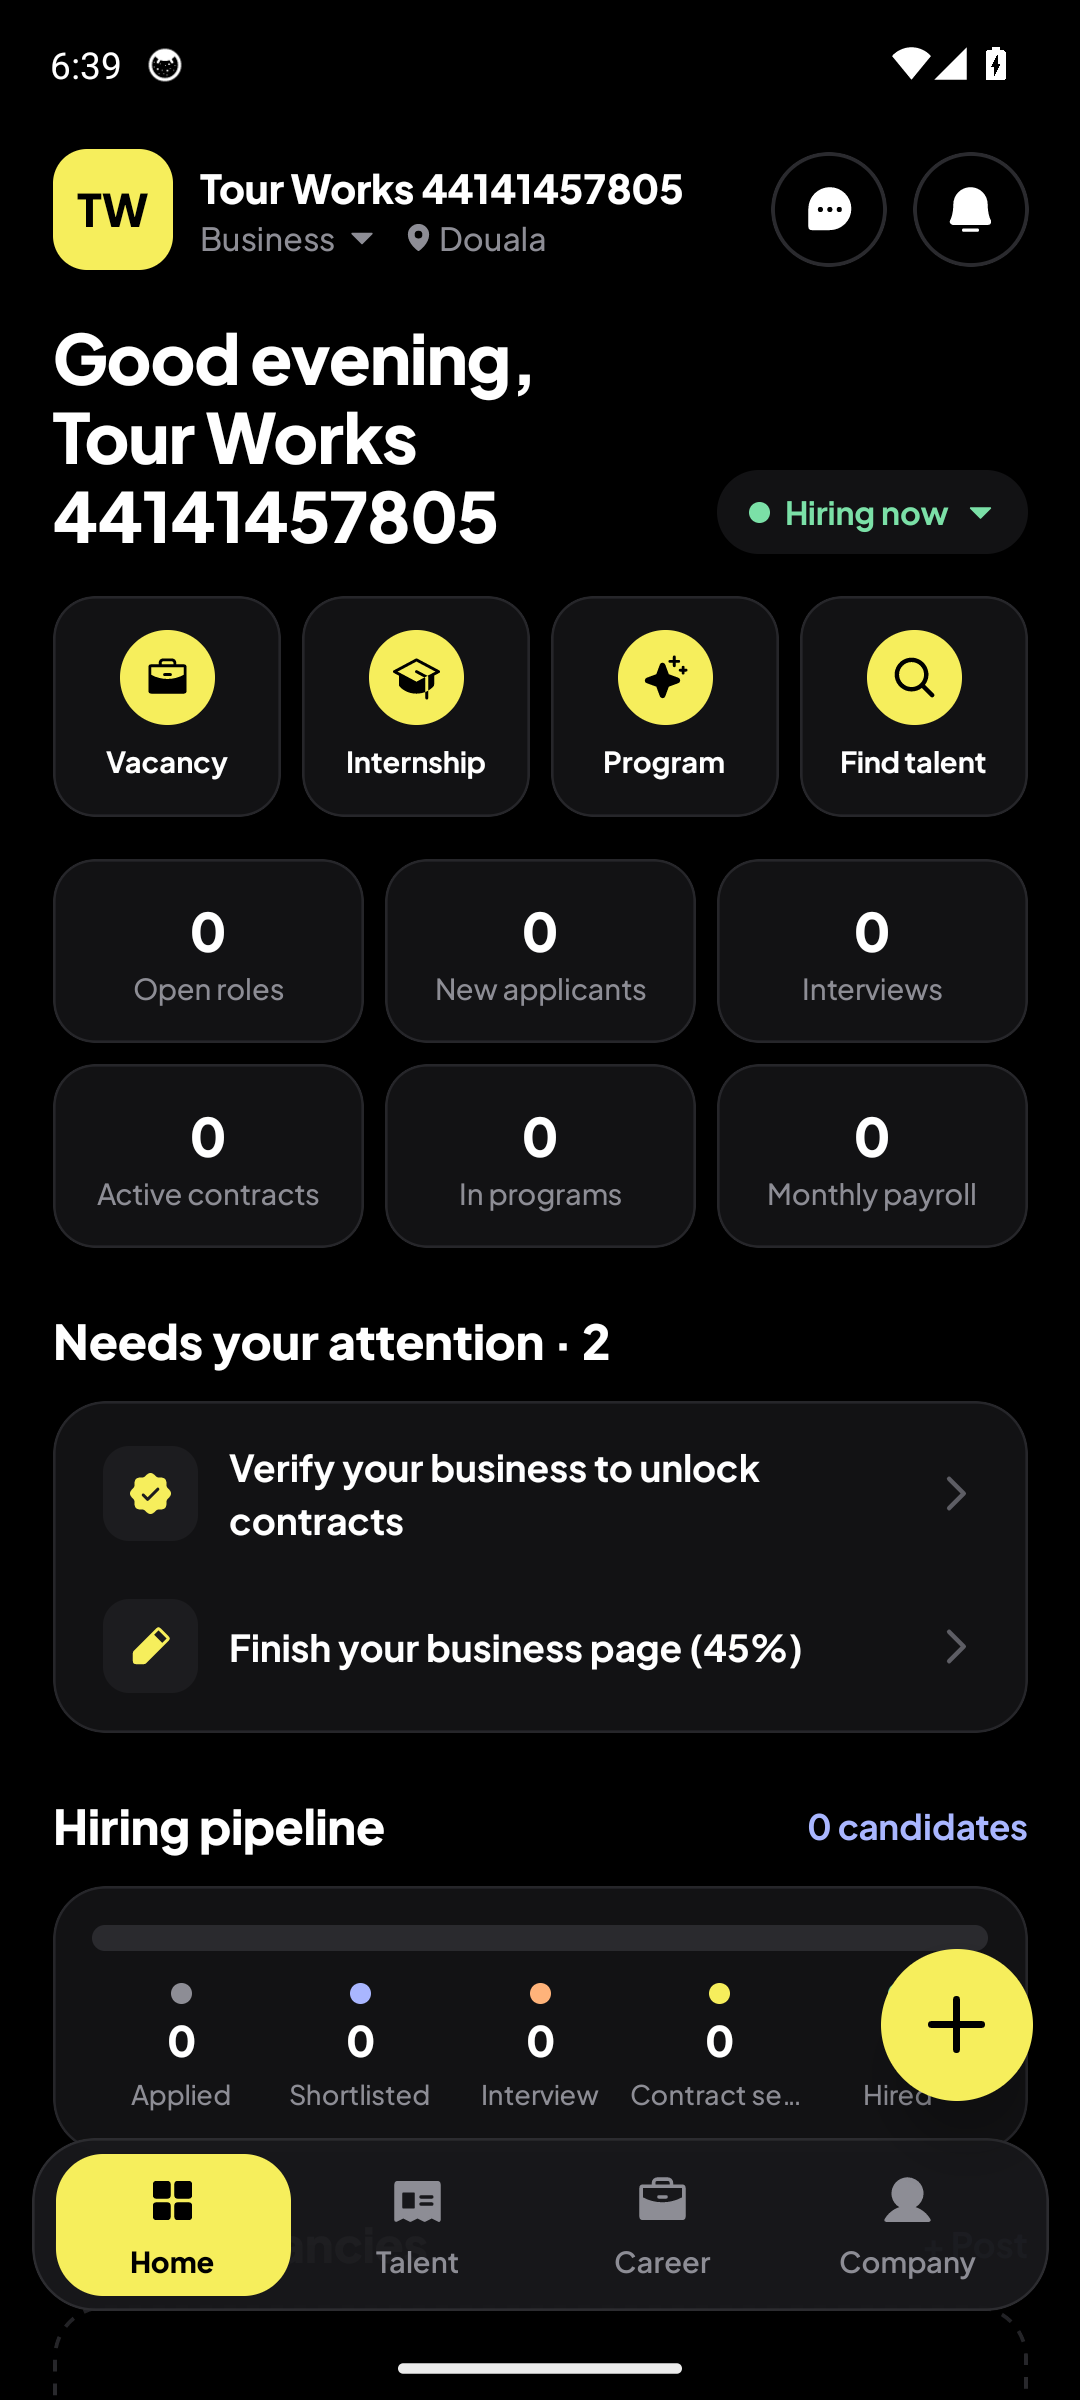 6:39
TW
Tour Works 44141457805
Business
Douala
Good evening,
Tour Works
44141457805
Hiring now
Vacancy
Internship
Program
Find talent
0
Open roles
0
New applicants
0
Interviews
0
Active contracts
0
In programs
0
Monthly payroll
Needs your attention · 2
Verify your business to unlock
contracts
Finish your business page (45%)
Hiring pipeline
0 candidates
0
Applied
0
Shortlisted
0
Interview
0
Contract se...
Hired
+ Post
Home
Talent
Career
Company